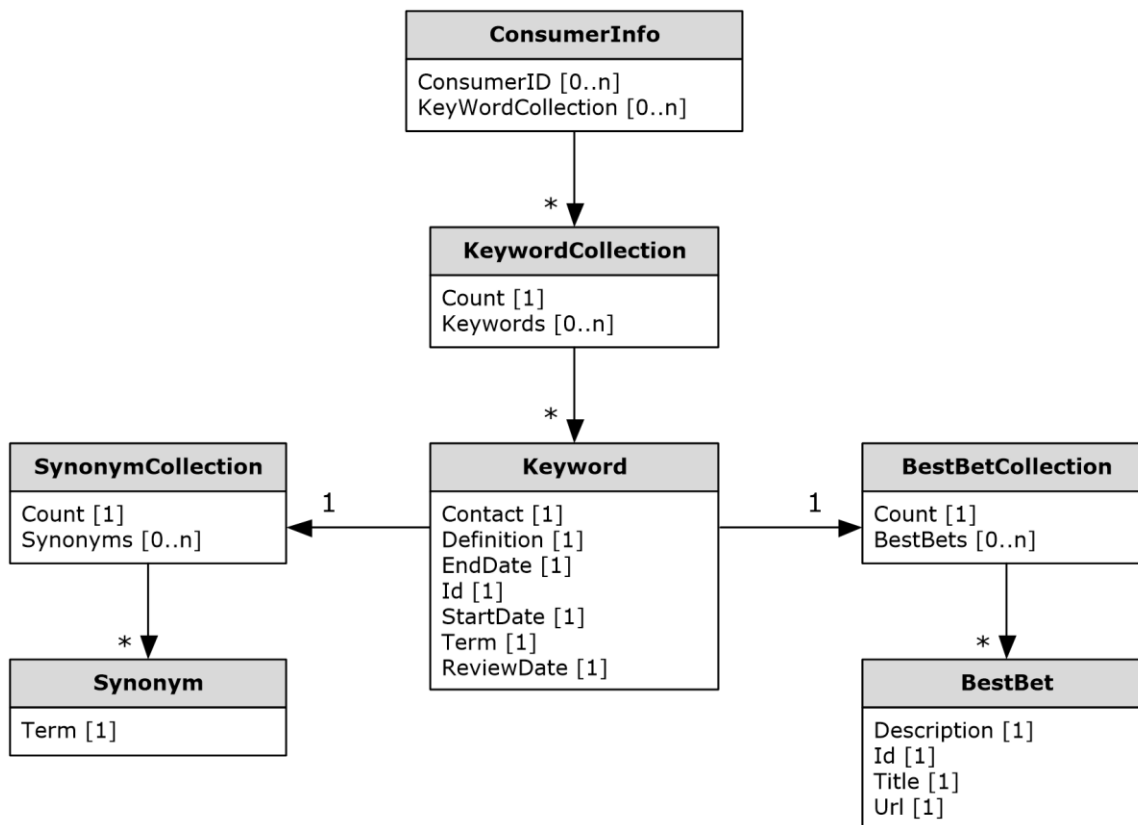 ConsumerInfo
ConsumerID [0..n]
KeyWordCollection [0..n]
*
KeywordCollection
Count [1]
Keywords [0..n]
*
SynonymCollection
Count [1]
Synonyms [0..n]
1
Keyword
Contact [1]
Definition [1]
EndDate [1]
Id [1]
StartDate [1]
Term [1]
ReviewDate [1]
1
BestBetCollection
Count [1]
BestBets [0..n]
*
Synonym
Term [1]
*
BestBet
Description [1]
Id [1]
Title [1]
Url [1]